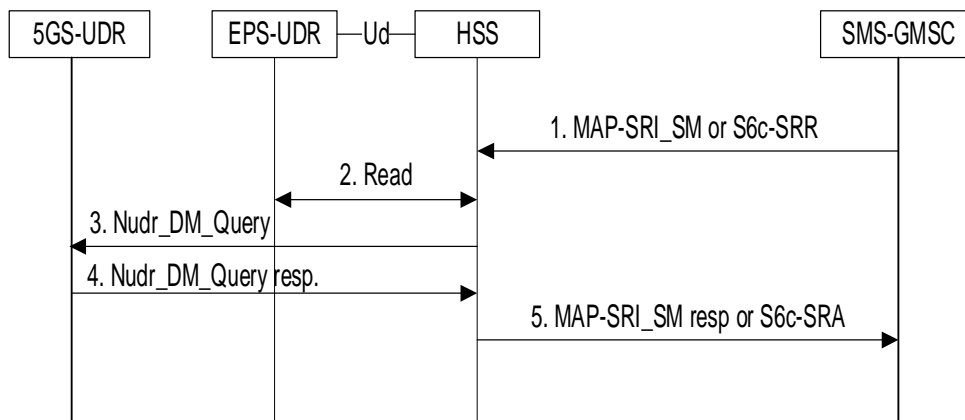 5GS-UDR EPS-UDR Ud HSS SMS-GMSC
1. MAP-SRI_SM or S6c-SRR
2. Read
3. Nudr_DM_Query
4. Nudr_DM_Query resp.
5. MAP-SRI_SM resp or S6c-SRA